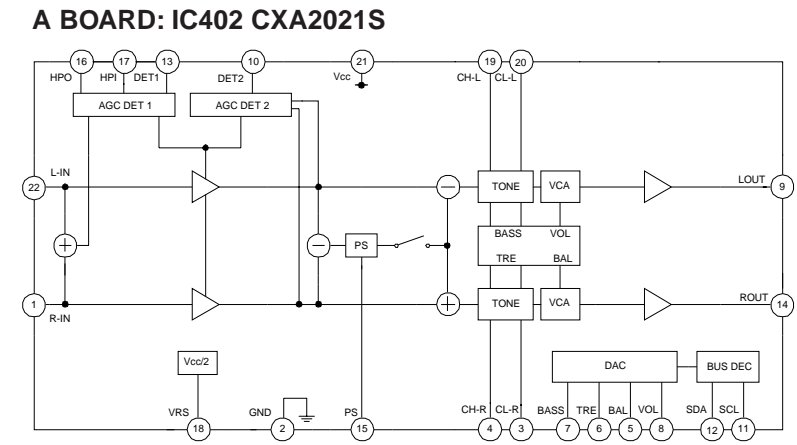 A BOARD: IC402 CXA2021S
16 17 13 10 21 19 20
HPO HPI DET1 DET2 Vcc CH-L CL-L
AGC DET 1 AGC DET 2
L-IN
22 TONE VCA LOUT 9
BASS VOL
PS
TRE BAL
1 TONE VCA ROUT 14
R-IN
Vcc/2 DAC BUS DEC
VRS GND PS CH-R CL-R BASS TRE BAL VOL SDA SCL
18 2 15 4 3 7 6 5 8 12 11